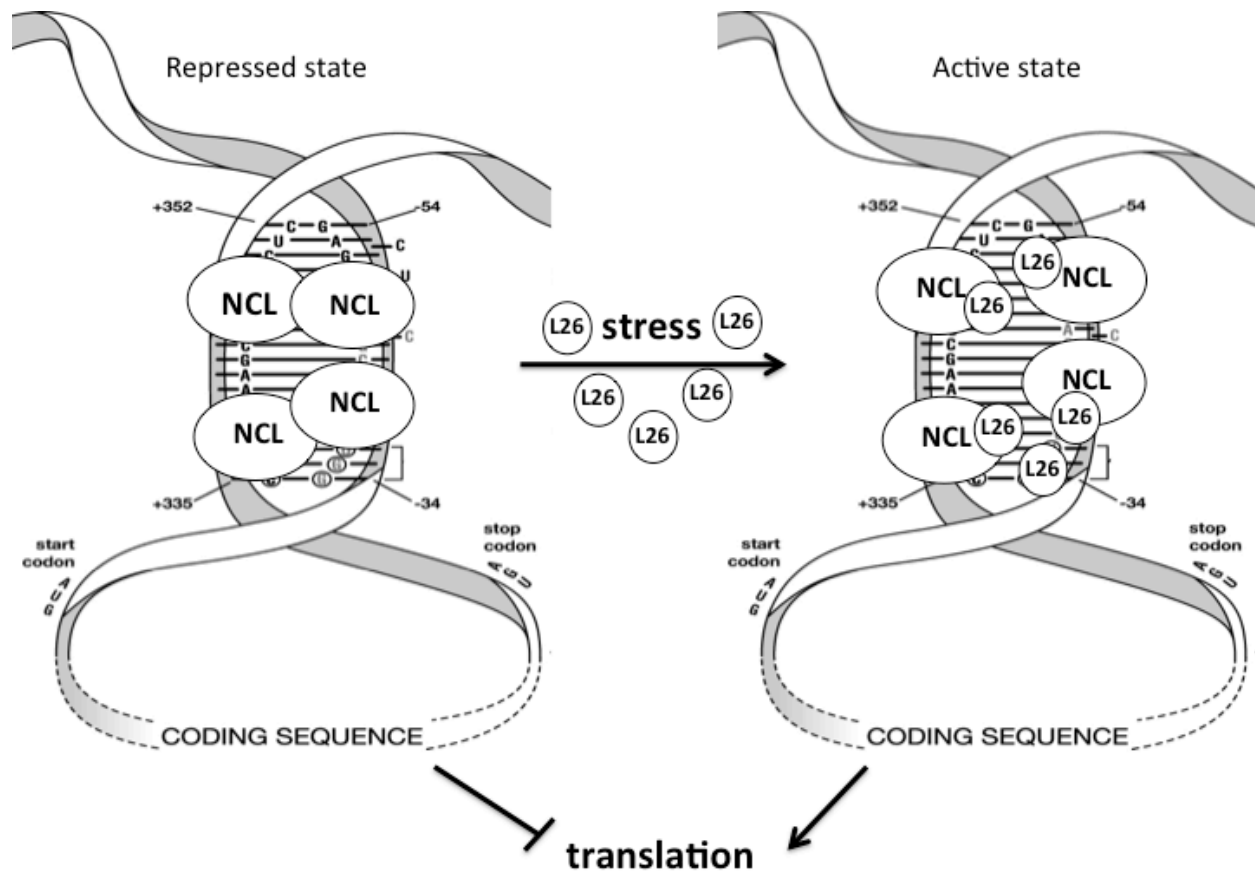 Repressed state
Active state
+352
-54
C G
U A C
C G
U
NCL NCL
C
C
G C
A
A
NCL
NCL
G
G
C G
+335
-34
start
codon
A
U
G
stop
codon
A
G
U
CODING SEQUENCE
L26 stress L26
L26 L26
L26
+352
-54
C G
U
C
L26
NCL NCL
L26
A C
C
G
A
A
NCL
L26
NCL L26
L26
C
+335
-34
start
codon
A
U
G
stop
codon
A
G
U
CODING SEQUENCE
translation